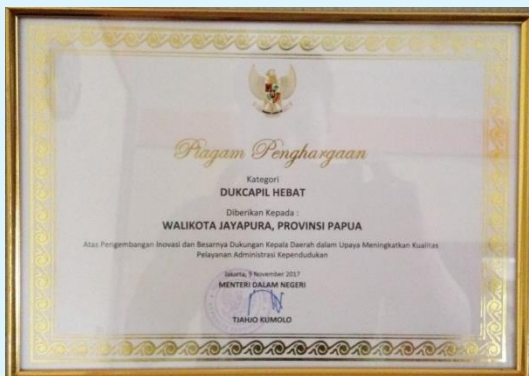 Piagam Penghargaan
Kategori
DUKCAPIL HEBAT
Diberikan Kepada :
WALIKOTA JAYAPURA, PROVINSI PAPUA
Atas Pengembangan Inovasi dan Besarnya Dukungan Kepala Daerah dalam Upaya Meningkatkan Kualitas
Pelayanan Administrasi Kependudukan
Jakarta, 9 November 2017
MENTERI DALAM NEGERI
TJAHJO KUMOLO